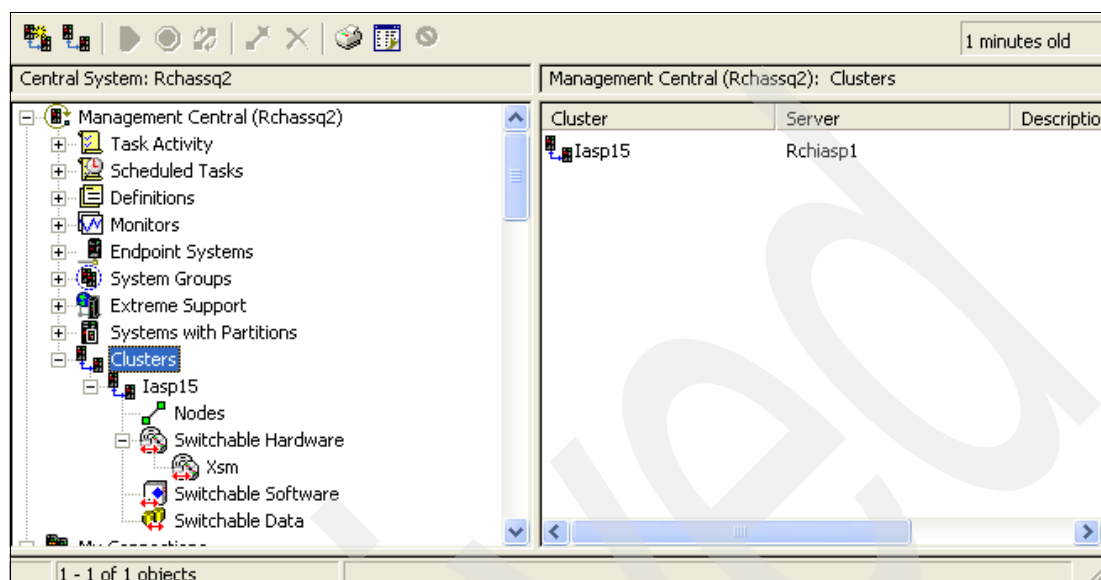 1 minutes old
Central System: Rchassq2
Management Central (Rchassq2): Clusters
Management Central (Rchassq2)
Task Activity
Scheduled Tasks
Definitions
Monitors
Endpoint Systems
System Groups
Extreme Support
Systems with Partitions
Clusters
Iasp15
Nodes
Switchable Hardware
Xsm
Switchable Software
Switchable Data
My Connections
Cluster Server Descriptio
Iasp15 Rchiasp1
1 - 1 of 1 objects